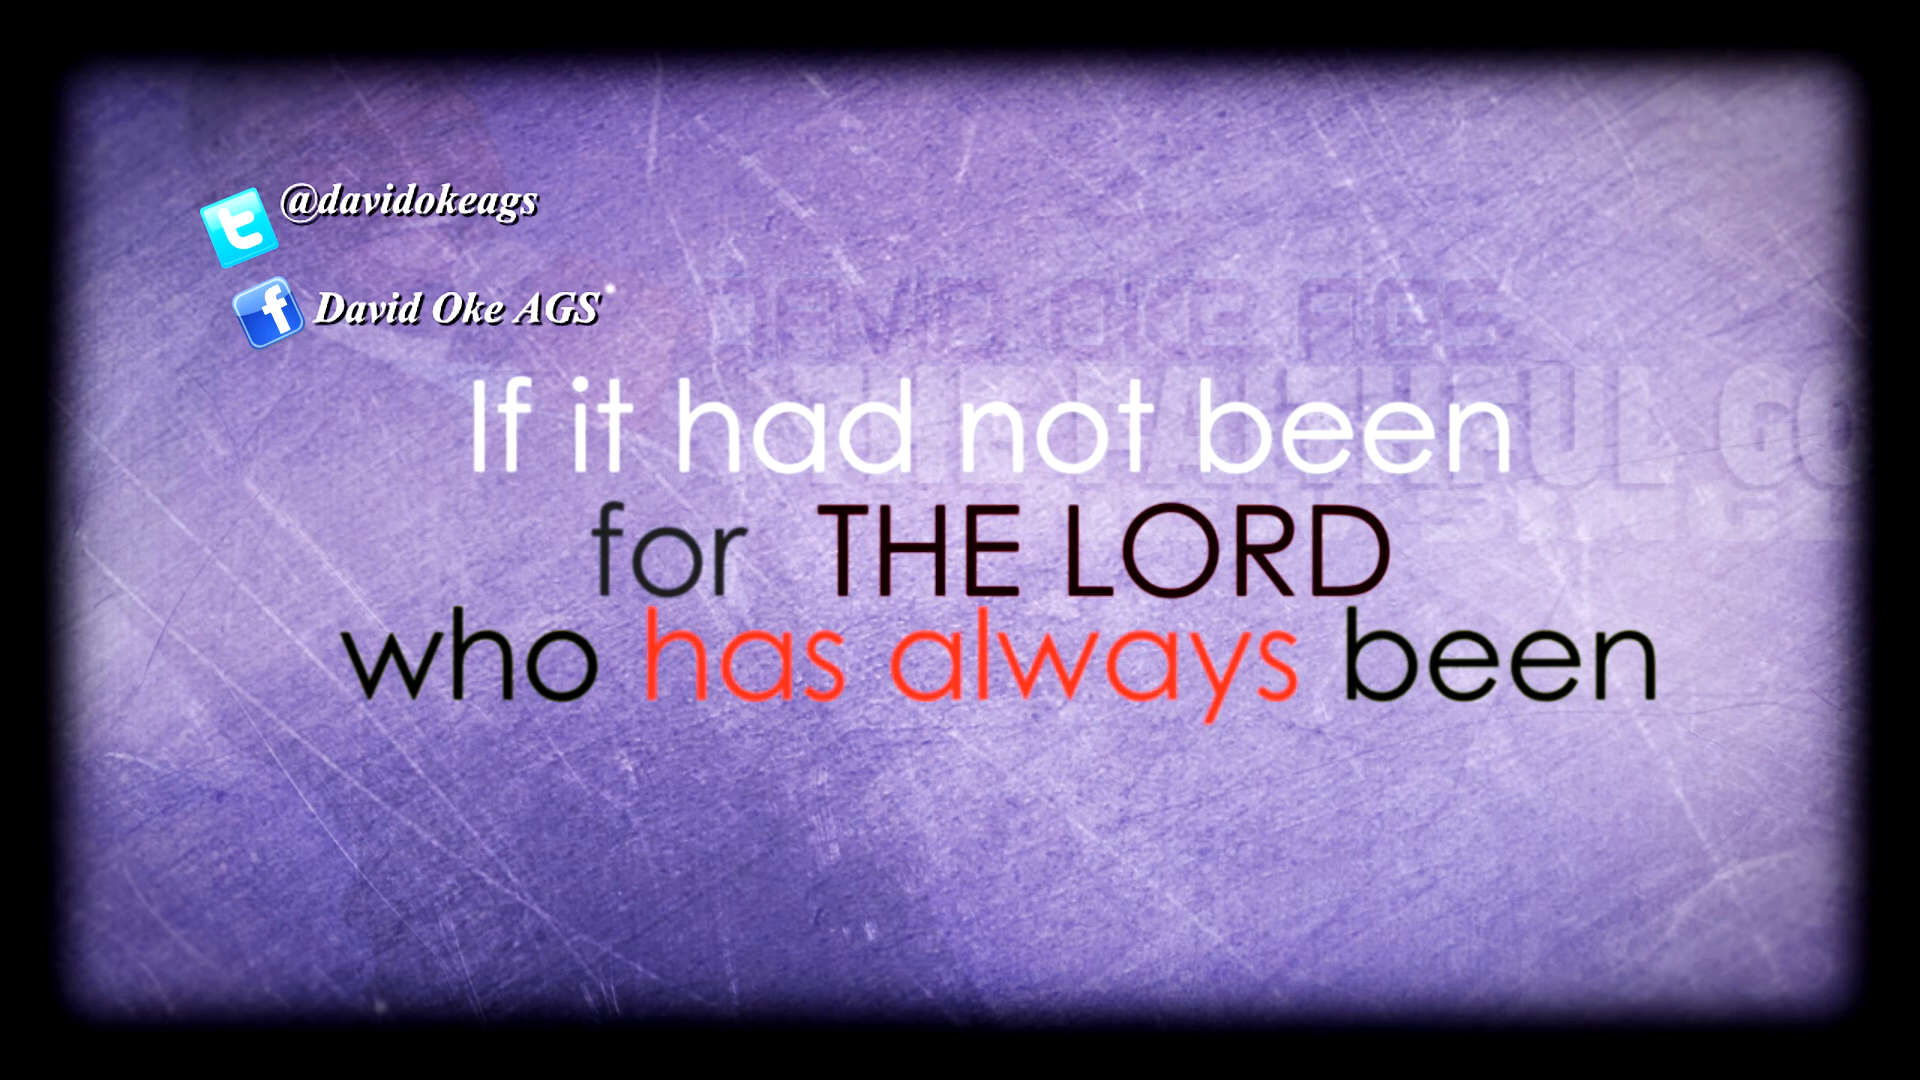 @davidokeags
David Oke AGS
If it had not been
for THE LORD
who has always been